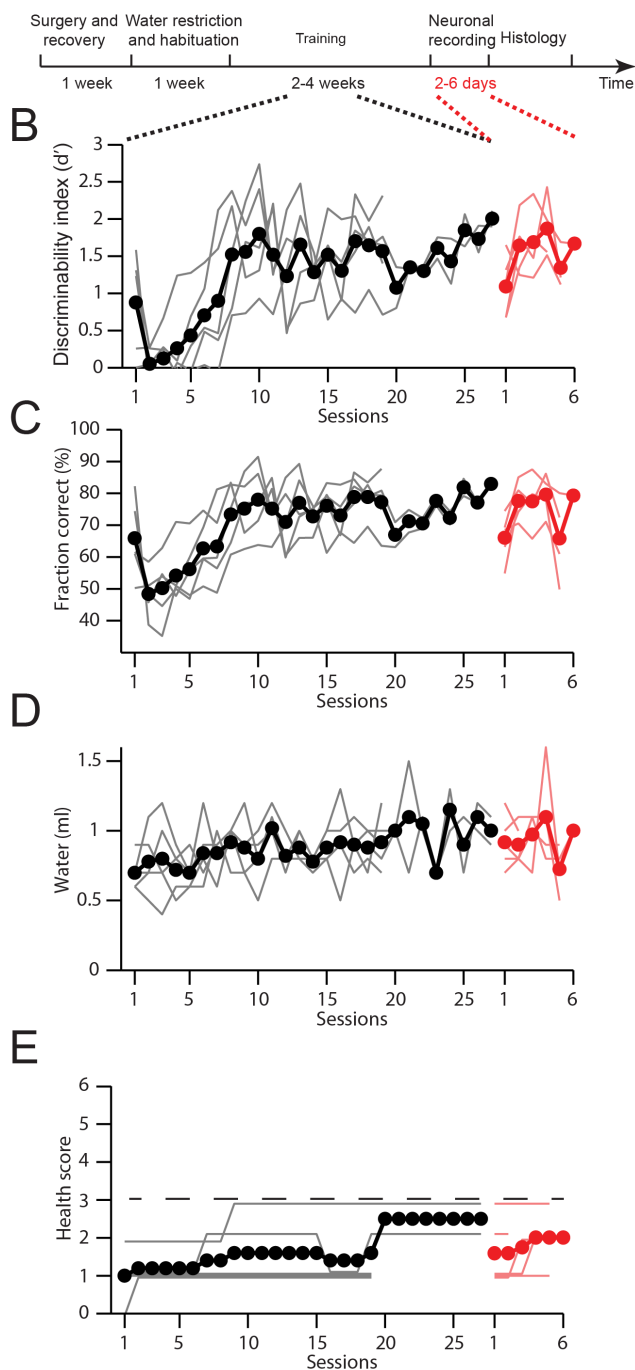 Surgery and Water restriction Neuronal
recovery and habituation Training recording Histology
1 week 1 week 2-4 weeks 2-6 days Time
B
Discriminability index (d')
3
2.5
2
1.5
1
0.5
0
1 5 10 15 20 25 1 6
Sessions
C
Fraction correct (%)
100
90
80
70
60
50
40
1 5 10 15 20 25 1 6
Sessions
D
Water (ml)
1.5
1
0.5
0
1 5 10 15 20 25 1 6
Sessions
E
Health score
6
5
4
3
2
1
0
1 5 10 15 20 25 1 6
Sessions